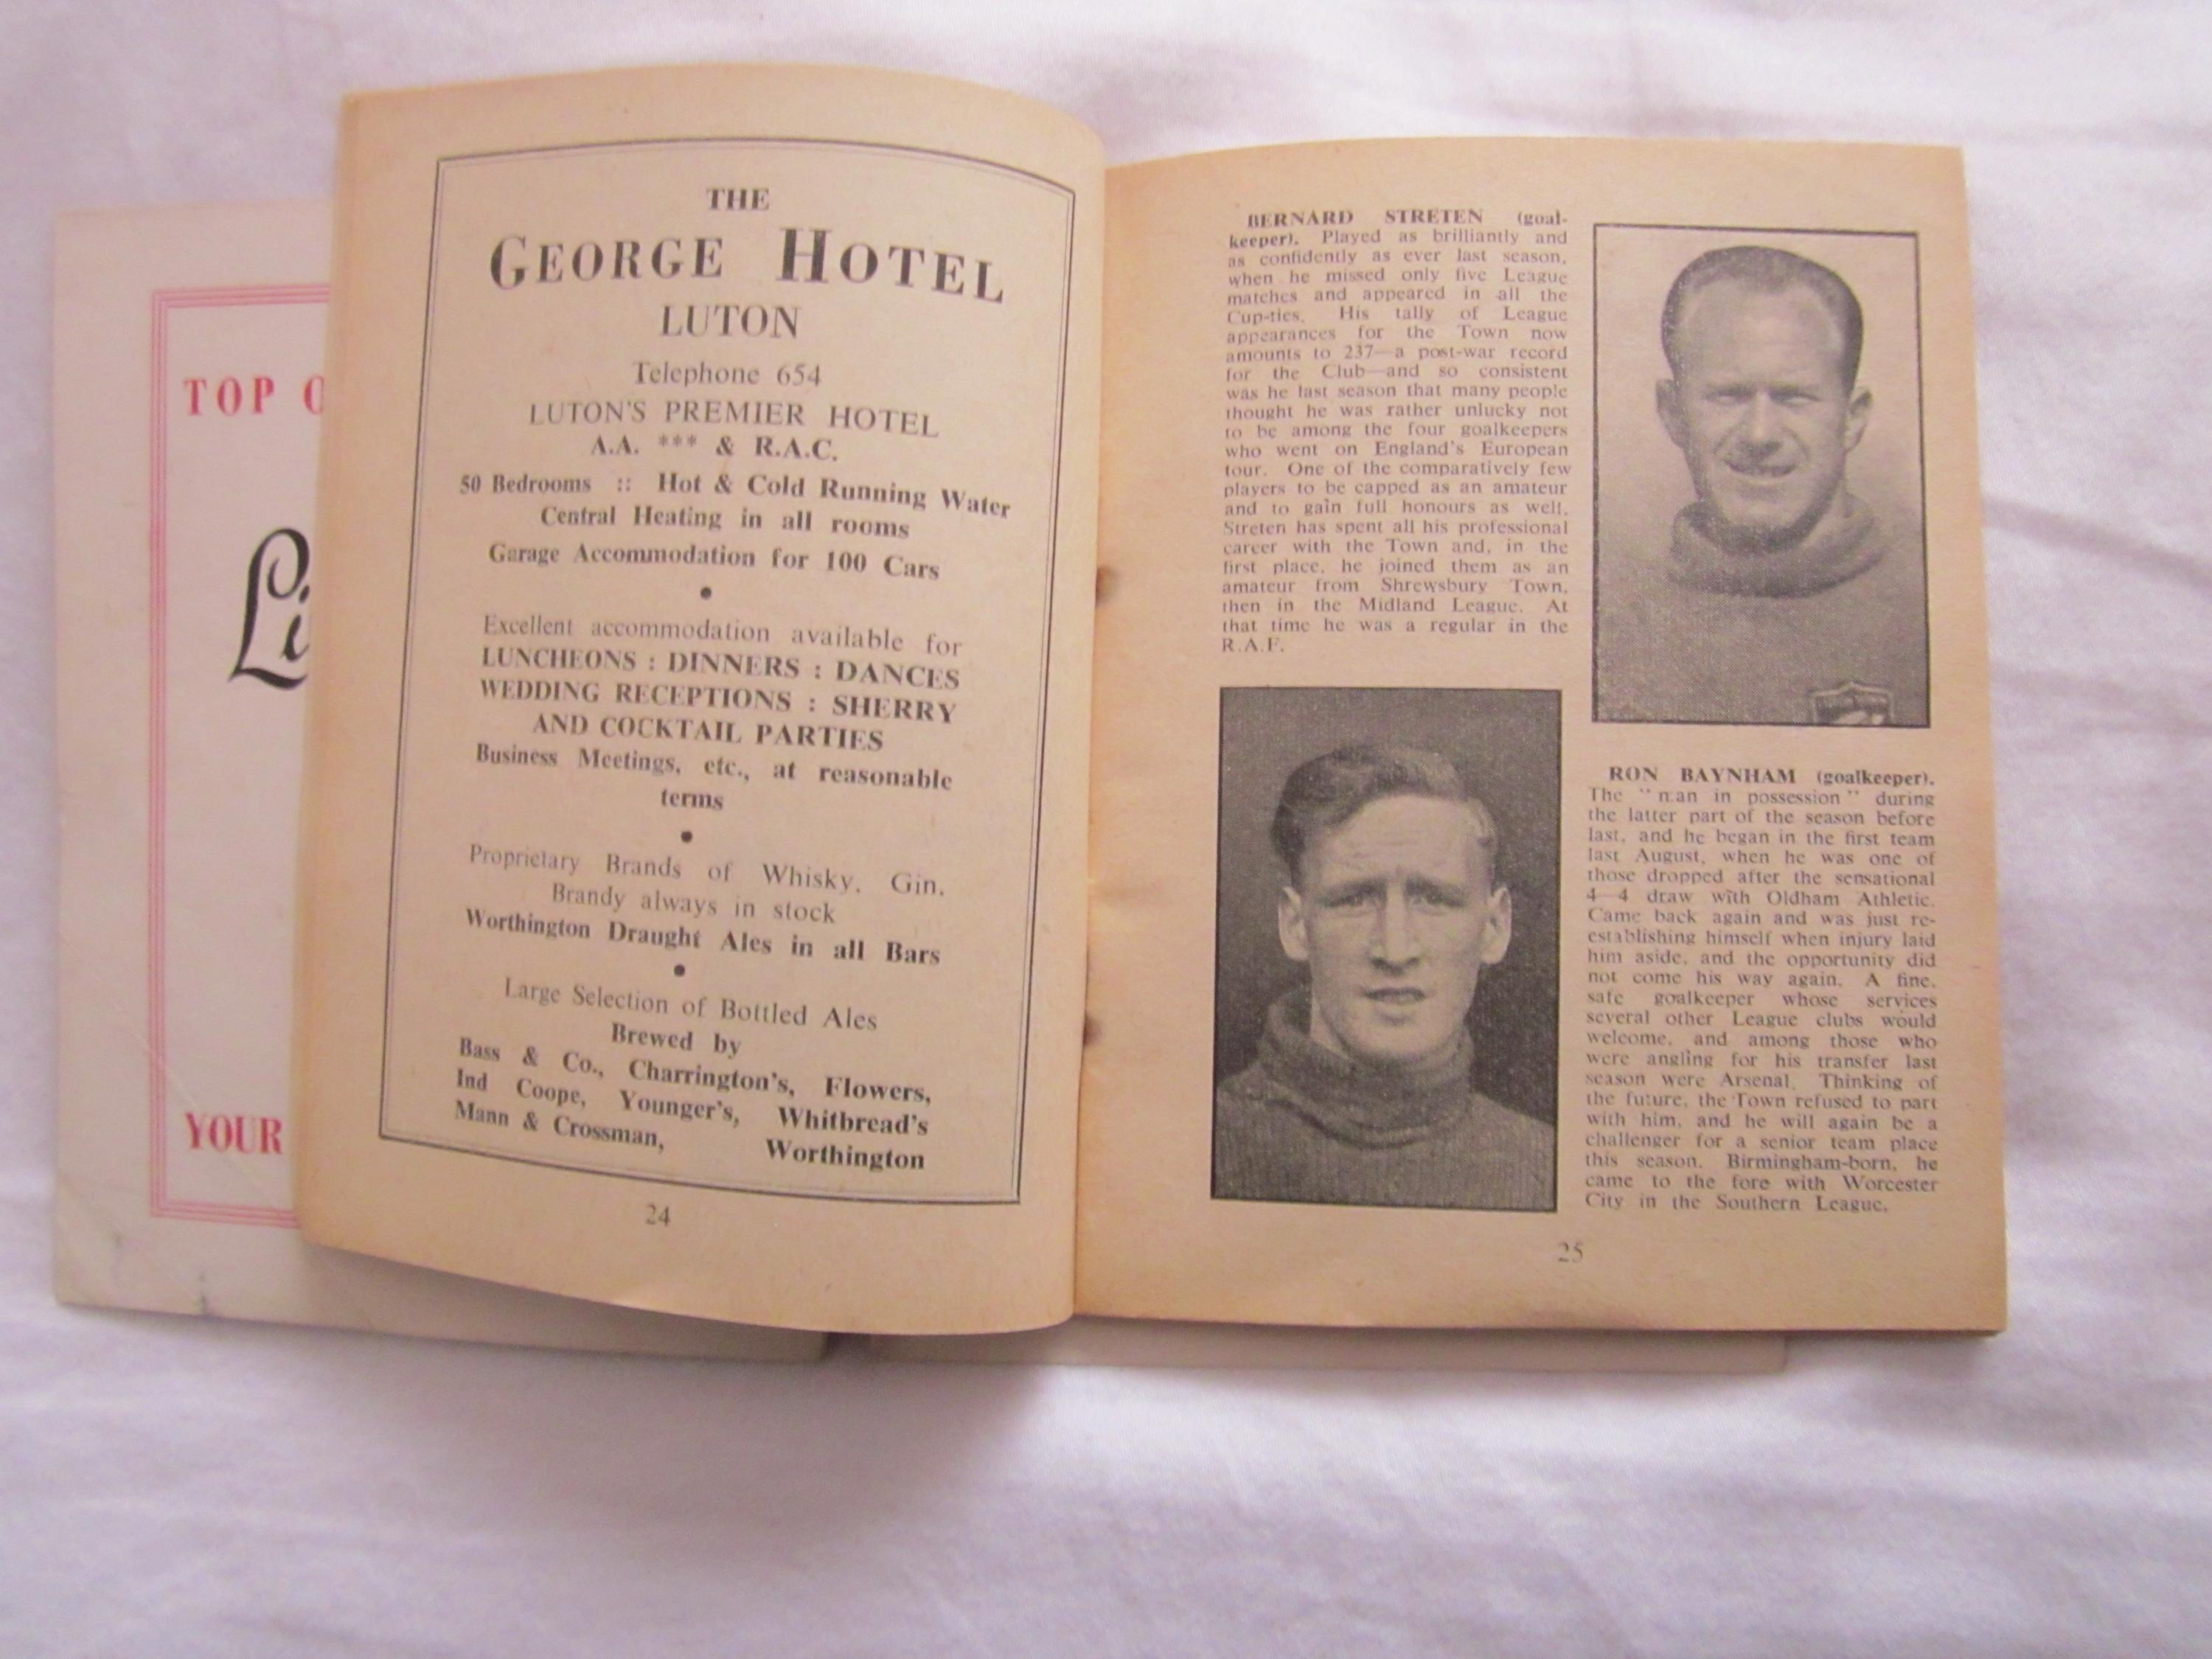 TOP O
Li
YOUR
THE
GEORGE HOTEL
LUTON
Telephone 654
LUTON'S PREMIER HOTEL
A.A. *** & R.A.C.
50 Bedrooms :: Hot & Cold Running Water
Central Heating in all rooms
Garage Accommodation for 100 Cars
•
Excellent accommodation available for
LUNCHEONS : DINNERS : DANCES
WEDDING RECEPTIONS : SHERRY
AND COCKTAIL PARTIES
Business Meetings, etc., at reasonable
terms
•
Proprietary Brands of Whisky, Gin,
Brandy always in stock
Worthington Draught Ales in all Bars
•
Large Selection of Bottled Ales
Brewed by
Bass & Co., Charrington's, Flowers,
Ind Coope, Younger's, Whitbread's
Mann & Crossman, Worthington
24
BERNARD STRETEN (goal-
keeper). Played as brilliantly and
as confidently as ever last season,
when he missed only five League
matches and appeared in all the
Cup-ties. His tally of League
appearances for the Town now
amounts to 237—a post-war record
for the Club—and so consistent
was he last season that many people
thought he was rather unlucky not
to be among the four goalkeepers
who went on England's European
tour. One of the comparatively few
players to be capped as an amateur
and to gain full honours as well,
Streten has spent all his professional
career with the Town and, in the
first place, he joined them as an
amateur from Shrewsbury Town,
then in the Midland League. At
that time he was a regular in the
R.A.F.
RON BAYNHAM (goalkeeper).
The "man in possession" during
the latter part of the season before
last, and he began in the first team
last August, when he was one of
those dropped after the sensational
4—4 draw with Oldham Athletic.
Came back again and was just re-
establishing himself when injury laid
him aside, and the opportunity did
not come his way again. A fine,
safe goalkeeper whose services
several other League clubs would
welcome, and among those who
were angling for his transfer last
season were Arsenal. Thinking of
the future, the Town refused to part
with him, and he will again be a
challenger for a senior team place
this season. Birmingham-born, he
came to the fore with Worcester
City in the Southern League.
25